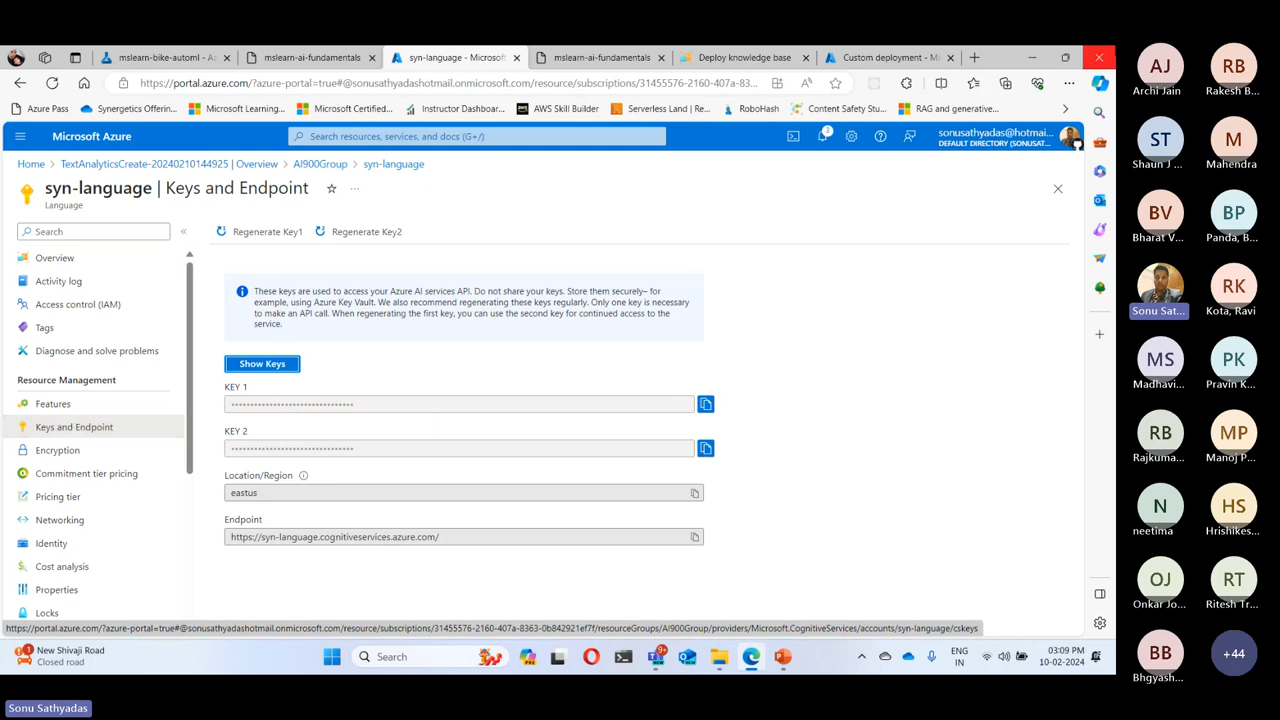 mslearn-bike-automl - Az
mslearn-ai-fundamentals
syn-language - Microsoft
mslearn-ai-fundamentals
Deploy knowledge base
Custom deployment - Mi
https://portal.azure.com/?azure-portal=true#@sonusathyadashotmail.onmicrosoft.com/resource/subscriptions/31455576-2160-407a-83...
Azure Pass
Synergetics Offering...
Microsoft Learning...
Microsoft Certified...
Instructor Dashboar...
AWS Skill Builder
Serverless Land | Re...
RoboHash
Content Safety Stu...
RAG and generative...
Microsoft Azure
Search resources, services, and docs (G+/)
3
sonusathyadas@hotmai...
DEFAULT DIRECTORY (SONUSAT...
Home > TextAnalyticsCreate-20240210144925 | Overview > AI900Group > syn-language
syn-language | Keys and Endpoint
Language
Search
Regenerate Key1
Regenerate Key2
Overview
Activity log
Access control (IAM)
Tags
Diagnose and solve problems
Resource Management
Features
Keys and Endpoint
Encryption
Commitment tier pricing
Pricing tier
Networking
Identity
Cost analysis
Properties
Locks
These keys are used to access your Azure AI services API. Do not share your keys. Store them securely– for
example, using Azure Key Vault. We also recommend regenerating these keys regularly. Only one key is necessary
to make an API call. When regenerating the first key, you can use the second key for continued access to the
service.
Show Keys
KEY 1
KEY 2
Location/Region
eastus
Endpoint
https://syn-language.cognitiveservices.azure.com/
https://portal.azure.com/?azure-portal=true#@sonusathyadashotmail.onmicrosoft.com/resource/subscriptions/31455576-2160-407a-8363-0b842921ef7f/resourceGroups/AI900Group/providers/Microsoft.CognitiveServices/accounts/syn-language/cskeys
1
New Shivaji Road
Closed road
Search
9+
ENG
IN
03:09 PM
10-02-2024
Sonu Sathyadas
AJ
Archi Jain
RB
Rakesh B...
ST
Shaun J ...
M
Mahendra
BV
Bharat V...
BP
Panda, B...
Sonu Sat...
RK
Kota, Ravi
MS
Madhavi...
PK
Pravin K...
RB
Rajkuma...
MP
Manoj P...
N
neetima
HS
Hrishikes...
OJ
Onkar Jo...
RT
Ritesh Tr...
BB
Bhgyash...
+44